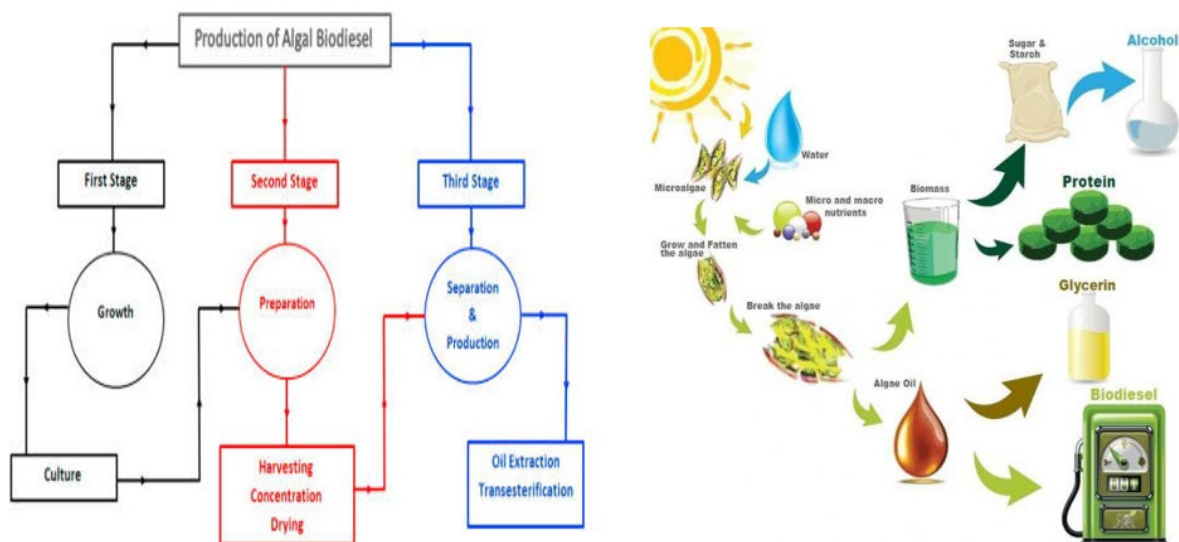 Production of Algal Biodiesel
First Stage
Second Stage
Third Stage
Growth
Preparation
Separation
&
Production
Culture
Harvesting
Concentration
Drying
Oil Extraction
Transesterification
Sugar &
Starch
Alcohol
Water
Microalgae
Micro and macro
nutrients
Biomass
Protein
Grow and Fatten
the algae
Break the algae
Glycerin
Algae Oil
Biodiesel